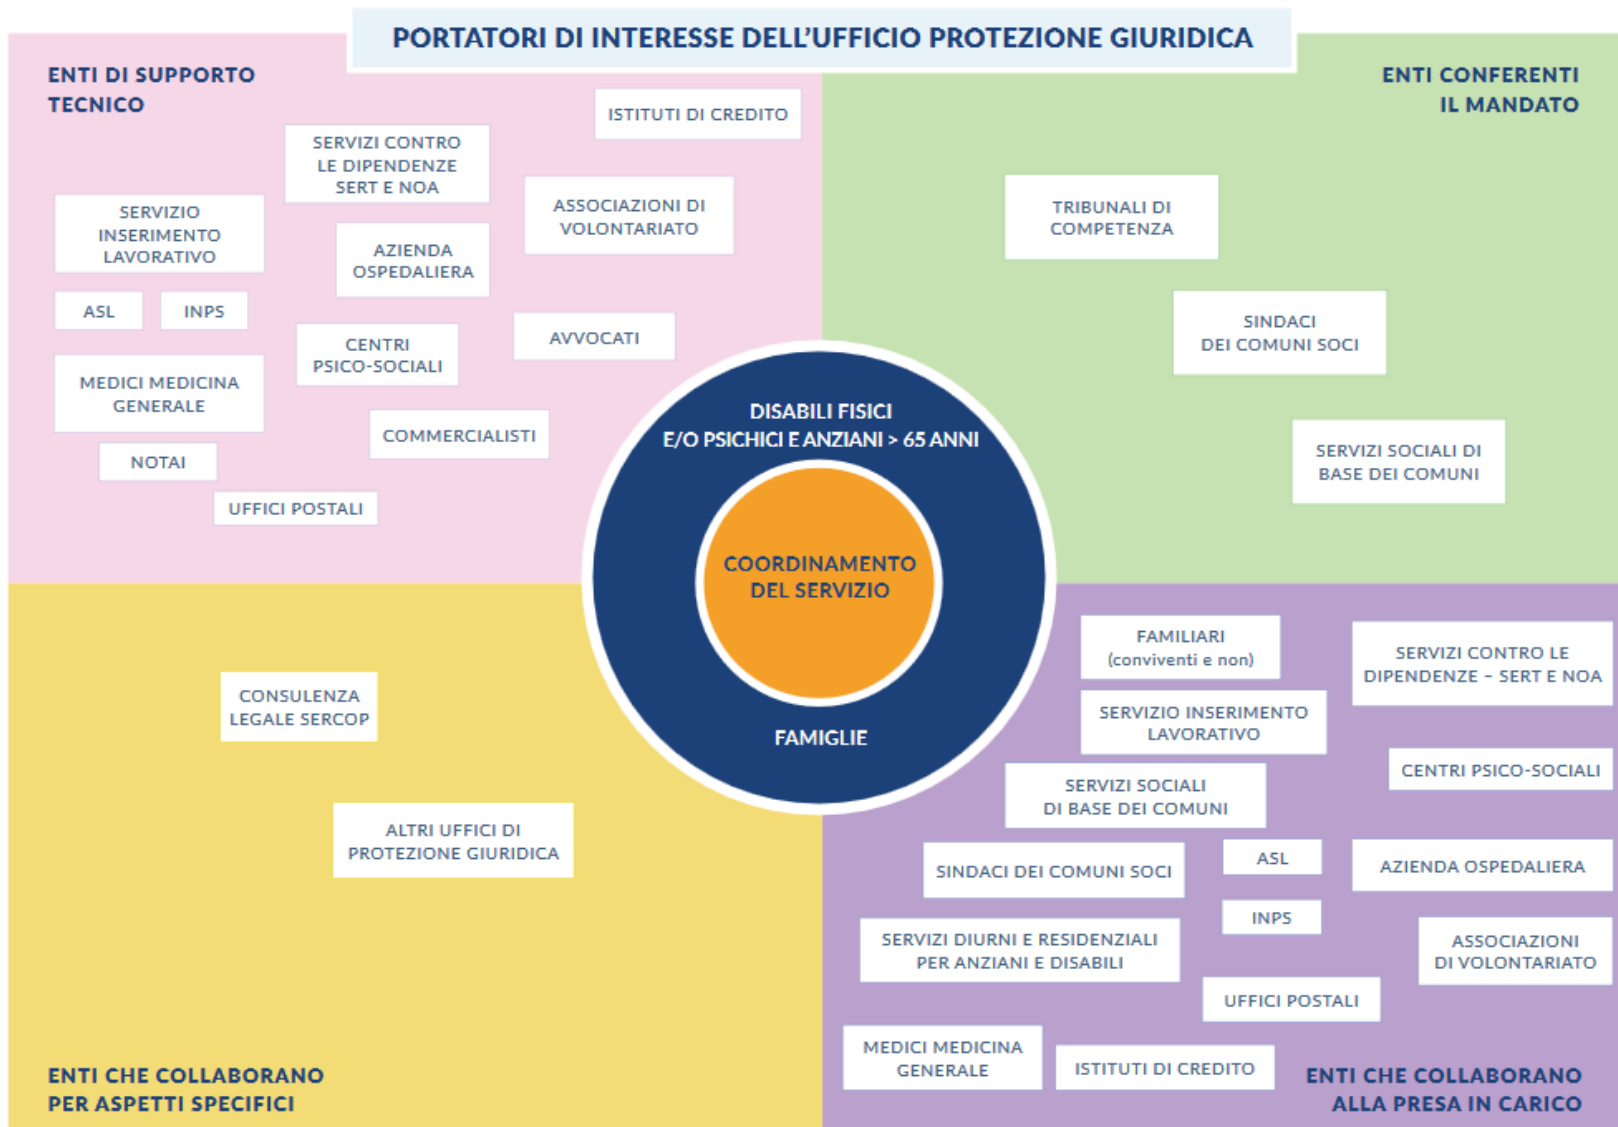 PORTATORI DI INTERESSE DELL'UFFICIO PROTEZIONE GIURIDICA
ENTI DI SUPPORTO
TECNICO
ISTITUTI DI CREDITO
SERVIZI CONTRO
LE DIPENDENZE
SERT E NOA
ASSOCIAZIONI DI
VOLONTARIATO
SERVIZIO
INSERIMENTO
LAVORATIVO
AZIENDA
OSPEDALIERA
ASL
INPS
CENTRI
PSICO-SOCIALI
AVVOCATI
MEDICI MEDICINA
GENERALE
COMMERCIALISTI
NOTAI
UFFICI POSTALI
ENTI CONFERENTI
IL MANDATO
TRIBUNALI DI
COMPETENZA
SINDACI
DEI COMUNI SOCI
SERVIZI SOCIALI DI
BASE DEI COMUNI
DISABILI FISICI
E/O PSICHICI E ANZIANI > 65 ANNI
COORDINAMENTO
DEL SERVIZIO
FAMIGLIE
CONSULENZA
LEGALE SERCOP
ALTRI UFFICI DI
PROTEZIONE GIURIDICA
ENTI CHE COLLABORANO
PER ASPETTI SPECIFICI
FAMILIARI
(conviventi e non)
SERVIZI CONTRO LE
DIPENDENZE – SERT E NOA
SERVIZIO INSERIMENTO
LAVORATIVO
CENTRI PSICO-SOCIALI
SERVIZI SOCIALI
DI BASE DEI COMUNI
SINDACI DEI COMUNI SOCI
ASL
AZIENDA OSPEDALIERA
INPS
SERVIZI DIURNI E RESIDENZIALI
PER ANZIANI E DISABILI
ASSOCIAZIONI
DI VOLONTARIATO
UFFICI POSTALI
MEDICI MEDICINA
GENERALE
ISTITUTI DI CREDITO
ENTI CHE COLLABORANO
ALLA PRESA IN CARICO